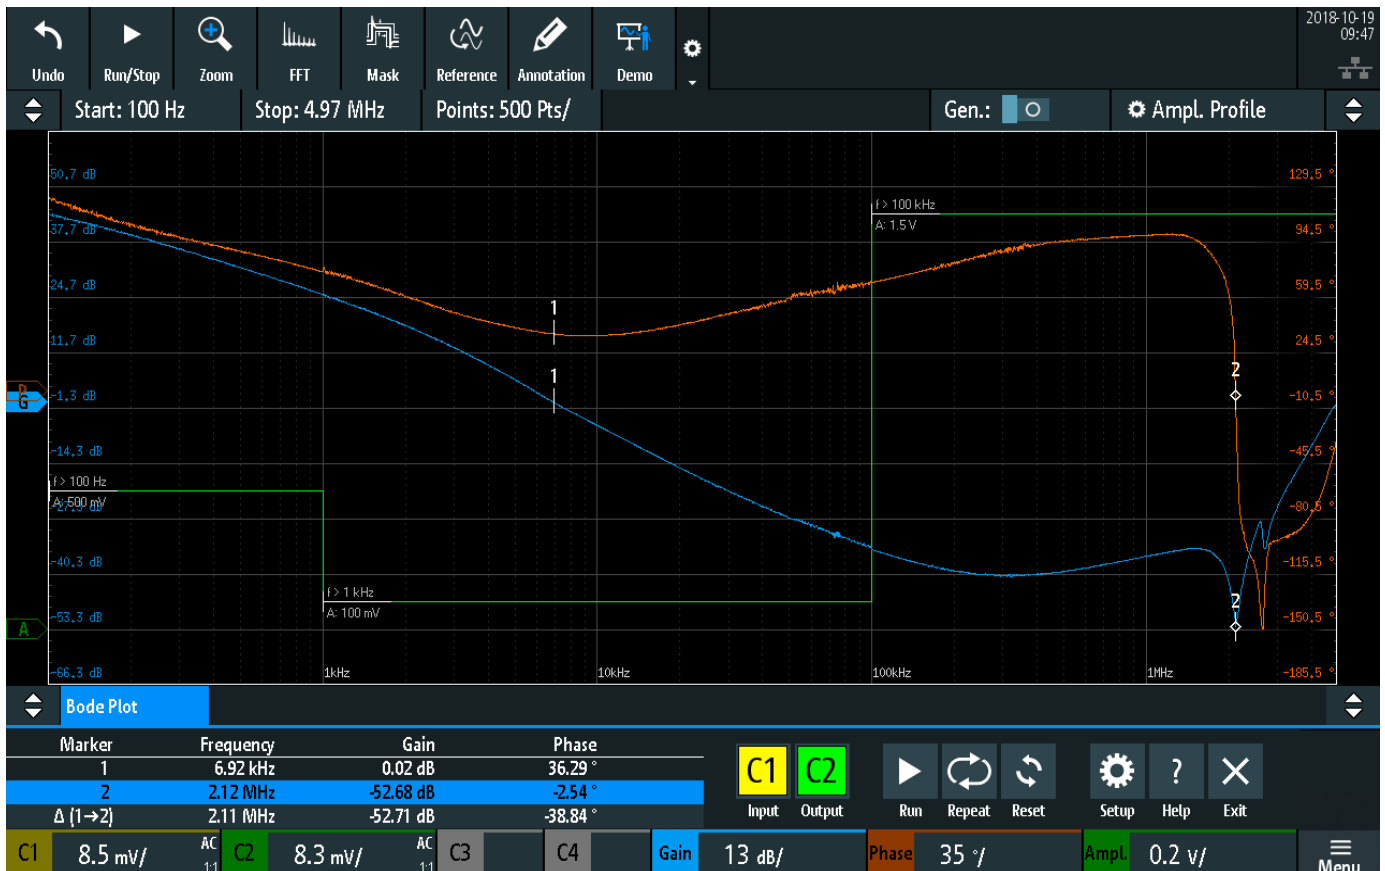 2018-10-19
09:47
Undo Run/Stop Zoom FFT Mask Reference Annotation Demo
Start: 100 Hz Stop: 4.97 MHz Points: 500 Pts/ Gen.: Ampl. Profile
50.7 dB 129.5 °
f > 100 kHz
A: 1.5 V
37.7 dB 94.5 °
24.7 dB 59.5 °
1
11.7 dB 24.5 °
1 2
P
G -1.3 dB -10.5 °
-14.3 dB -45.5 °
f > 100 Hz
A: 500 mV
-27.3 dB -80.5 °
-40.3 dB -115.5 °
f > 1 kHz
2
A: 100 mV
A -53.3 dB -150.5 °
-66.3 dB 1kHz 10kHz 100kHz 1MHz -185.5 °
Bode Plot
Marker Frequency Gain Phase
1 6.92 kHz 0.02 dB 36.29 °
2 2.12 MHz -52.68 dB -2.54 °
Δ (1→2) 2.11 MHz -52.71 dB -38.84 °
C1 C2 ?
Input Output Run Repeat Reset Setup Help Exit
C1 8.5 mV/ AC 1:1 C2 8.3 mV/ AC 1:1 C3 C4 Gain 13 dB/ Phase 35 °/ Ampl. 0.2 V/ Menu